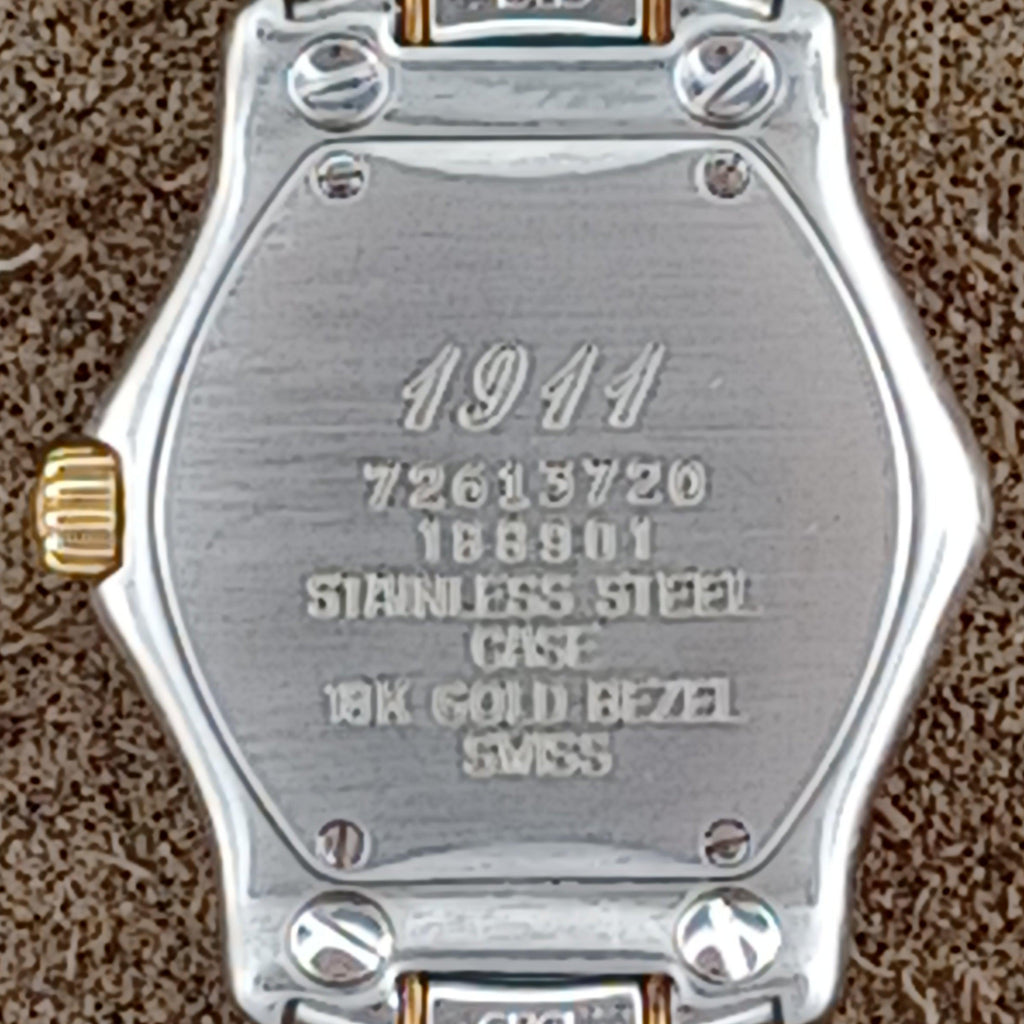 1911
72613720
188901
STAINLESS STEEL
CASE
18K GOLD BEZEL
SWISS